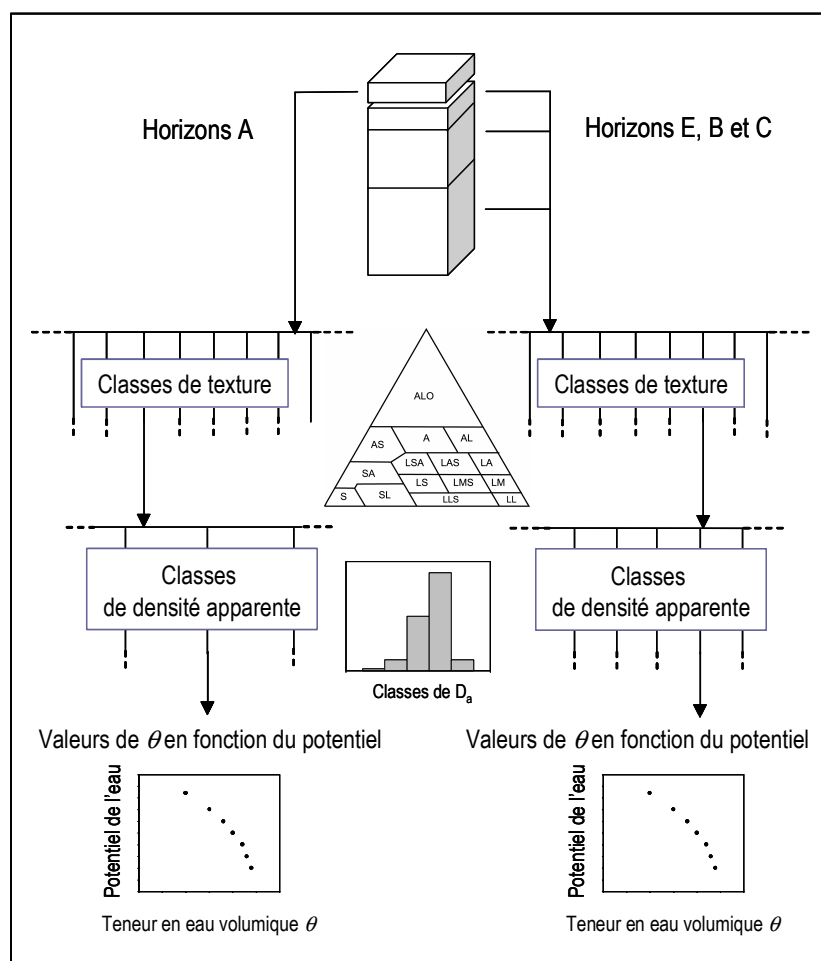 Horizons A
Horizons E, B et C
Classes de texture
Classes de texture
ALO
AS
A
AL
LSA
LAS
LA
SA
LS
LMS
LM
S
SL
LLS
LL
Classes
de densité apparente
Classes
de densité apparente
Classes de Da
Valeurs de θ en fonction du potentiel
Valeurs de θ en fonction du potentiel
Potentiel de l'eau
Teneur en eau volumique θ
Potentiel de l'eau
Teneur en eau volumique θ